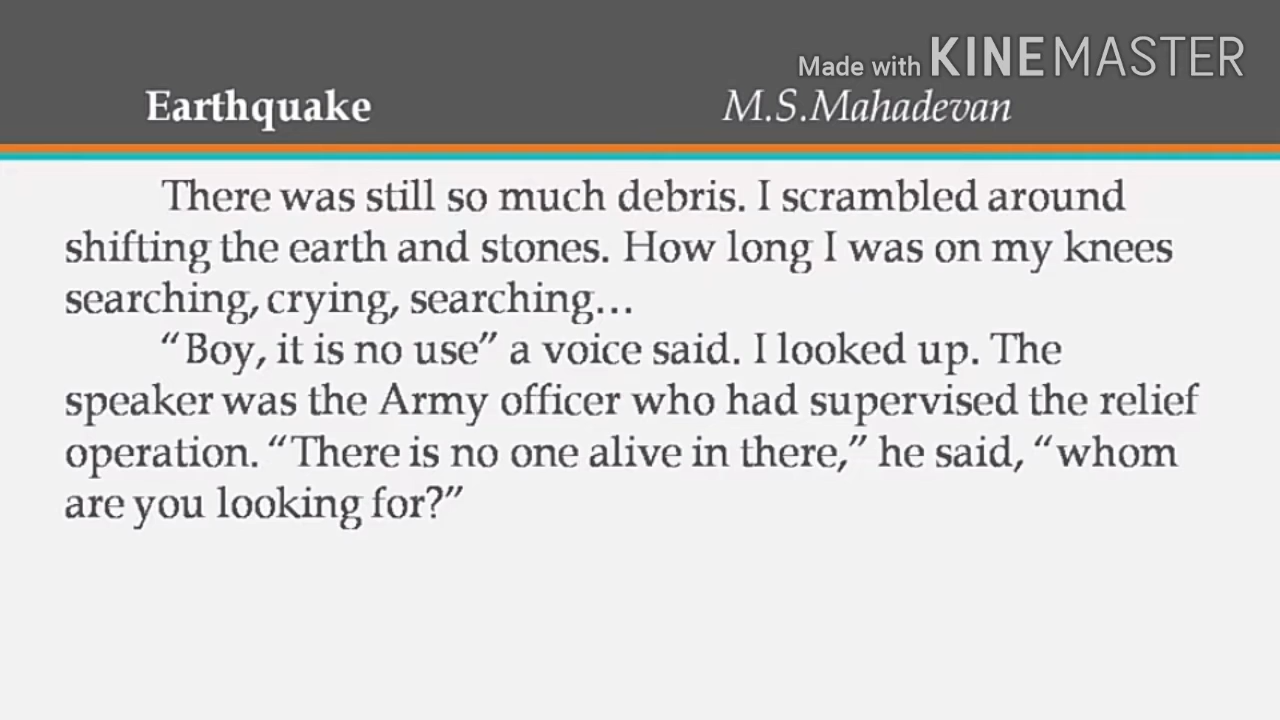 Made with KINEMASTER
Earthquake M.S.Mahadevan
There was still so much debris. I scrambled around
shifting the earth and stones. How long I was on my knees
searching, crying, searching...
“Boy, it is no use” a voice said. I looked up. The
speaker was the Army officer who had supervised the relief
operation. “There is no one alive in there,” he said, “whom
are you looking for?”